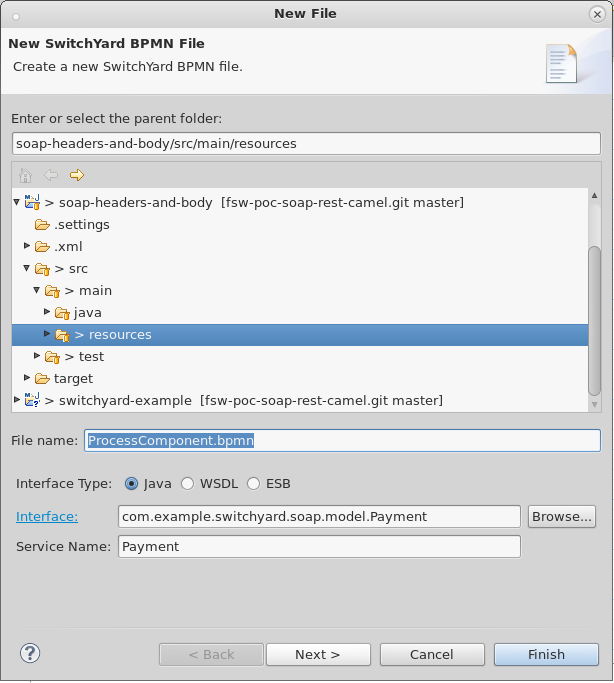 New File
New SwitchYard BPMN File
Create a new SwitchYard BPMN file.
Enter or select the parent folder:
soap-headers-and-body/src/main/resources
> soap-headers-and-body [fsw-poc-soap-rest-camel.git master]
.settings
.xml
> src
> main
java
> resources
> test
target
> switchyard-example [fsw-poc-soap-rest-camel.git master]
File name: ProcessComponent.bpmn
Interface Type: Java WSDL ESB
Interface: com.example.switchyard.soap.model.Payment Browse...
Service Name: Payment
? < Back Next > Cancel Finish